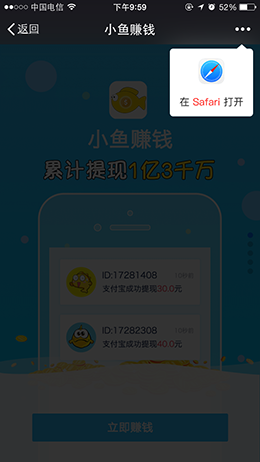 中国电信
下午9:59
52%
返回
小鱼赚钱
在 Safari 打开
小鱼赚钱
累计提现1亿3千万
ID:17281408
支付宝成功提现30.0元
ID:17282308
支付宝成功提现40.0元
立即赚钱